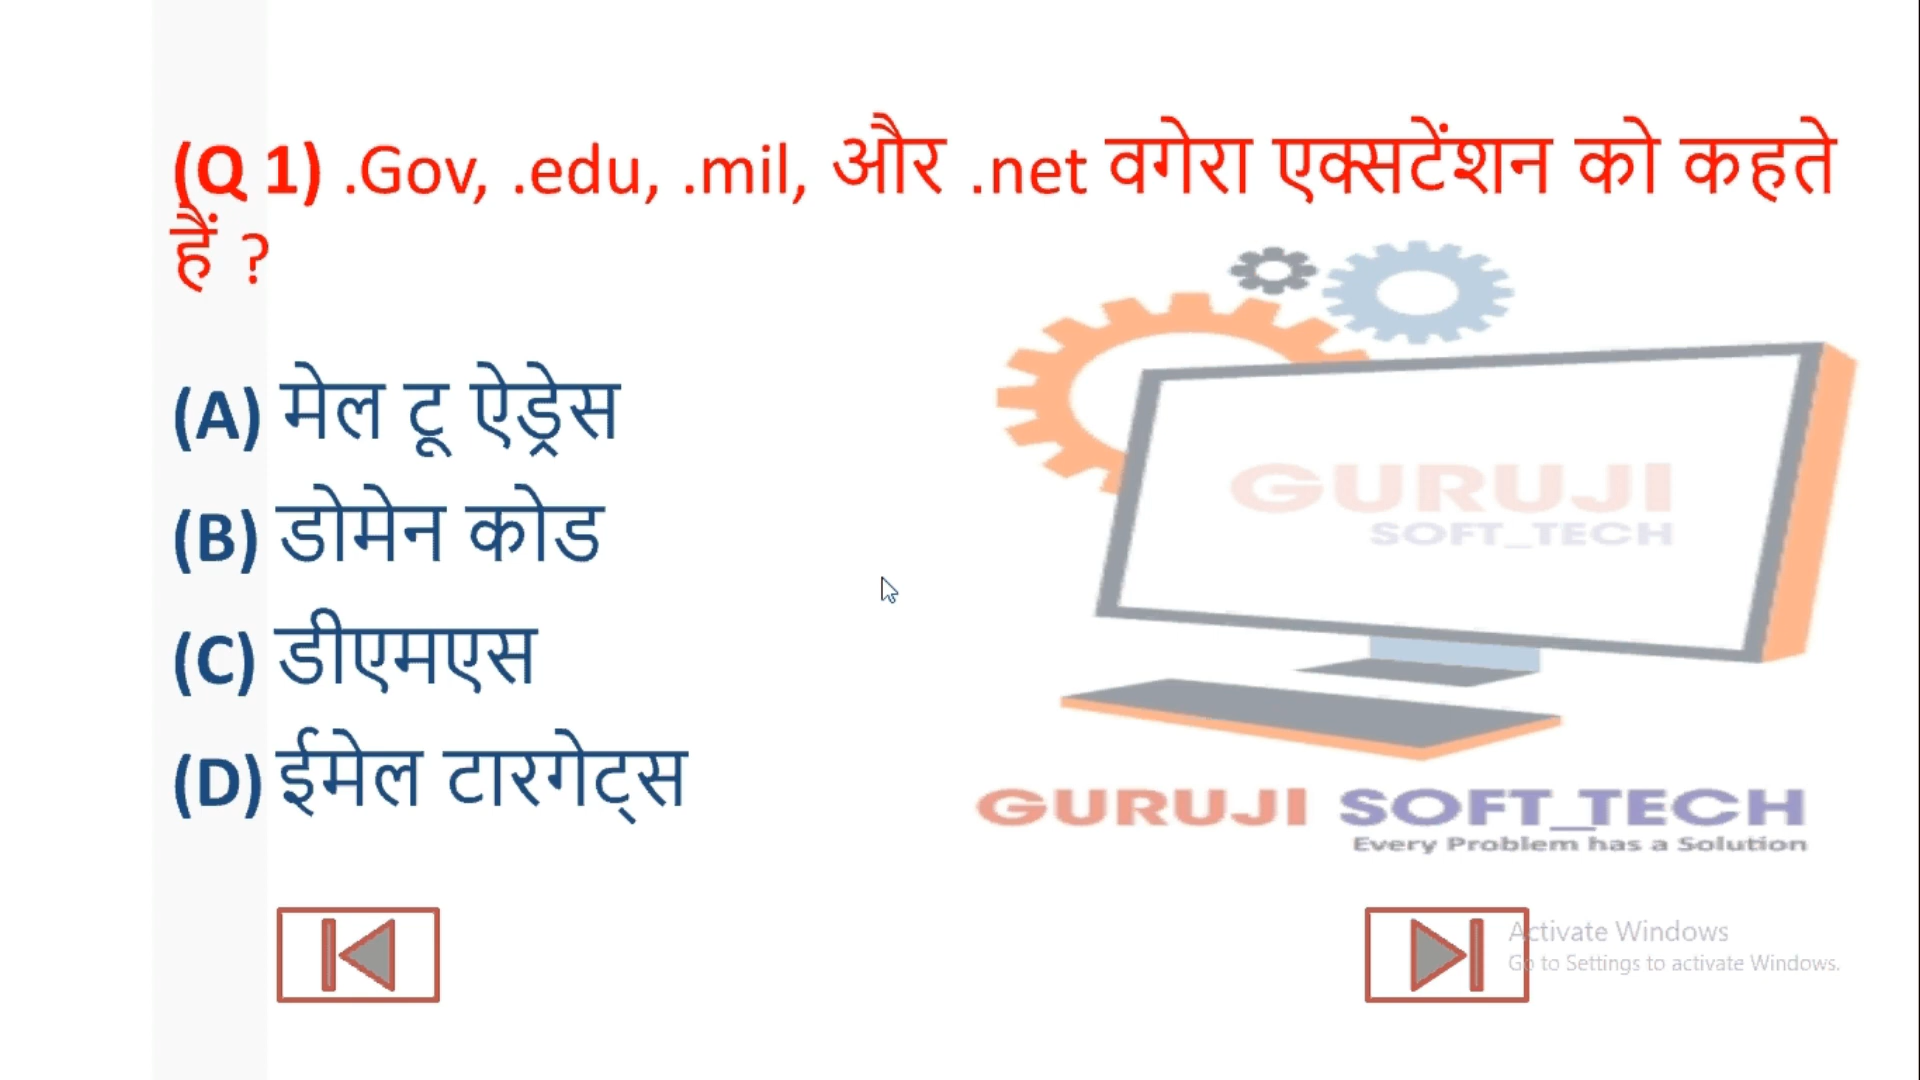 (Q 1) .Gov, .edu, .mil, और .net वगेरा एक्सटेंशन को कहते
हैं ?
(A) मेल टू ऐड्रेस
(B) डोमेन कोड
(C) डीएमएस
(D) ईमेल टारगेट्स
GURUJI
SOFT_TECH
GURUJI SOFT_TECH
Every Problem has a Solution
Activate Windows
Go to Settings to activate Windows.